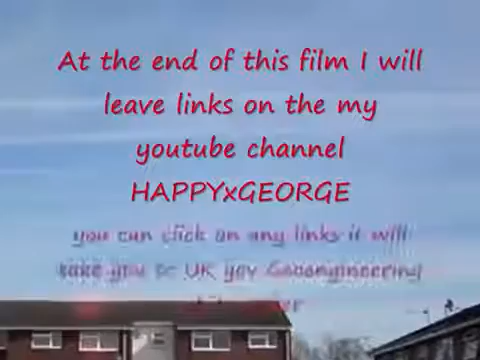 At the end of this film I will
leave links on the my
youtube channel
HAPPYxGEORGE
you can click on any links it will
take you to UK gov Geoengineering